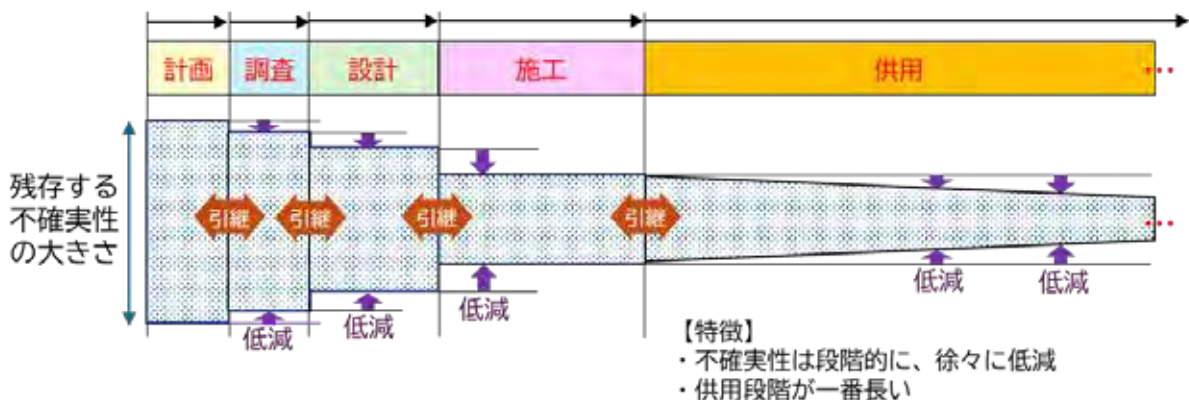 計画
調査
設計
施工
供用
…
残存する
不確実性
の大きさ
引継
引継
引継
引継
…
低減
低減
低減
低減
低減
【特徴】
・不確実性は段階的に、徐々に低減
・供用段階が一番長い